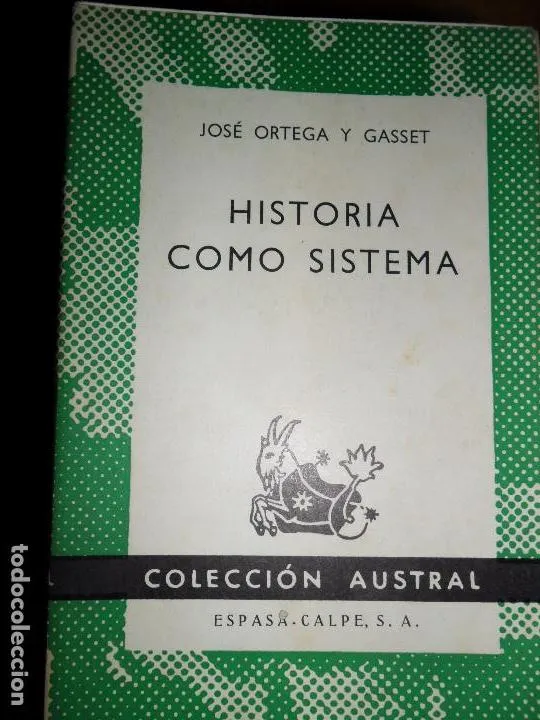 JOSÉ ORTEGA Y GASSET
HISTORIA
COMO SISTEMA
COLECCIÓN AUSTRAL
ESPASA-CALPE, S. A.
todocoleccion